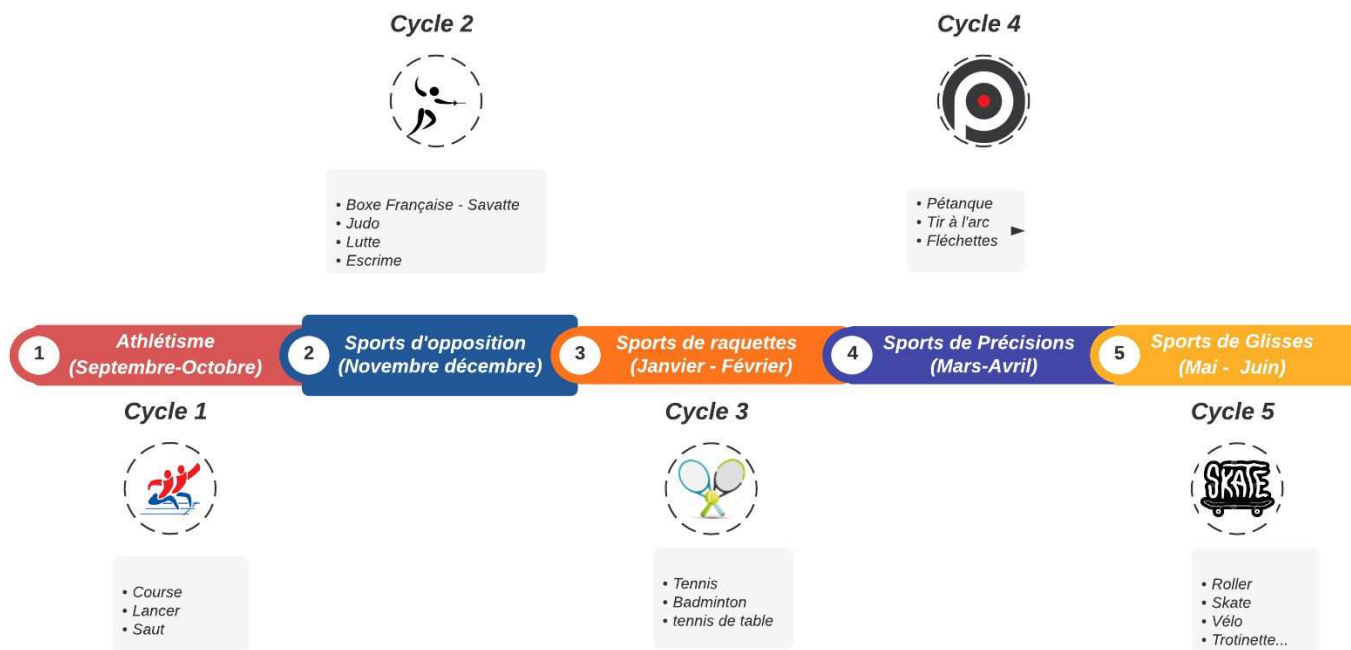 Cycle 2
Cycle 4
• Boxe Française - Savatte
• Judo
• Lutte
• Escrime
• Pétanque
• Tir à l'arc
• Fléchettes
1
Athlétisme
(Septembre-Octobre)
2
Sports d'opposition
(Novembre décembre)
3
Sports de raquettes
(Janvier - Février)
4
Sports de Précisions
(Mars-Avril)
5
Sports de Glisses
(Mai - Juin)
Cycle 1
Cycle 3
Cycle 5
SKATE
• Course
• Lancer
• Saut
• Tennis
• Badminton
• tennis de table
• Roller
• Skate
• Vélo
• Trotinette...